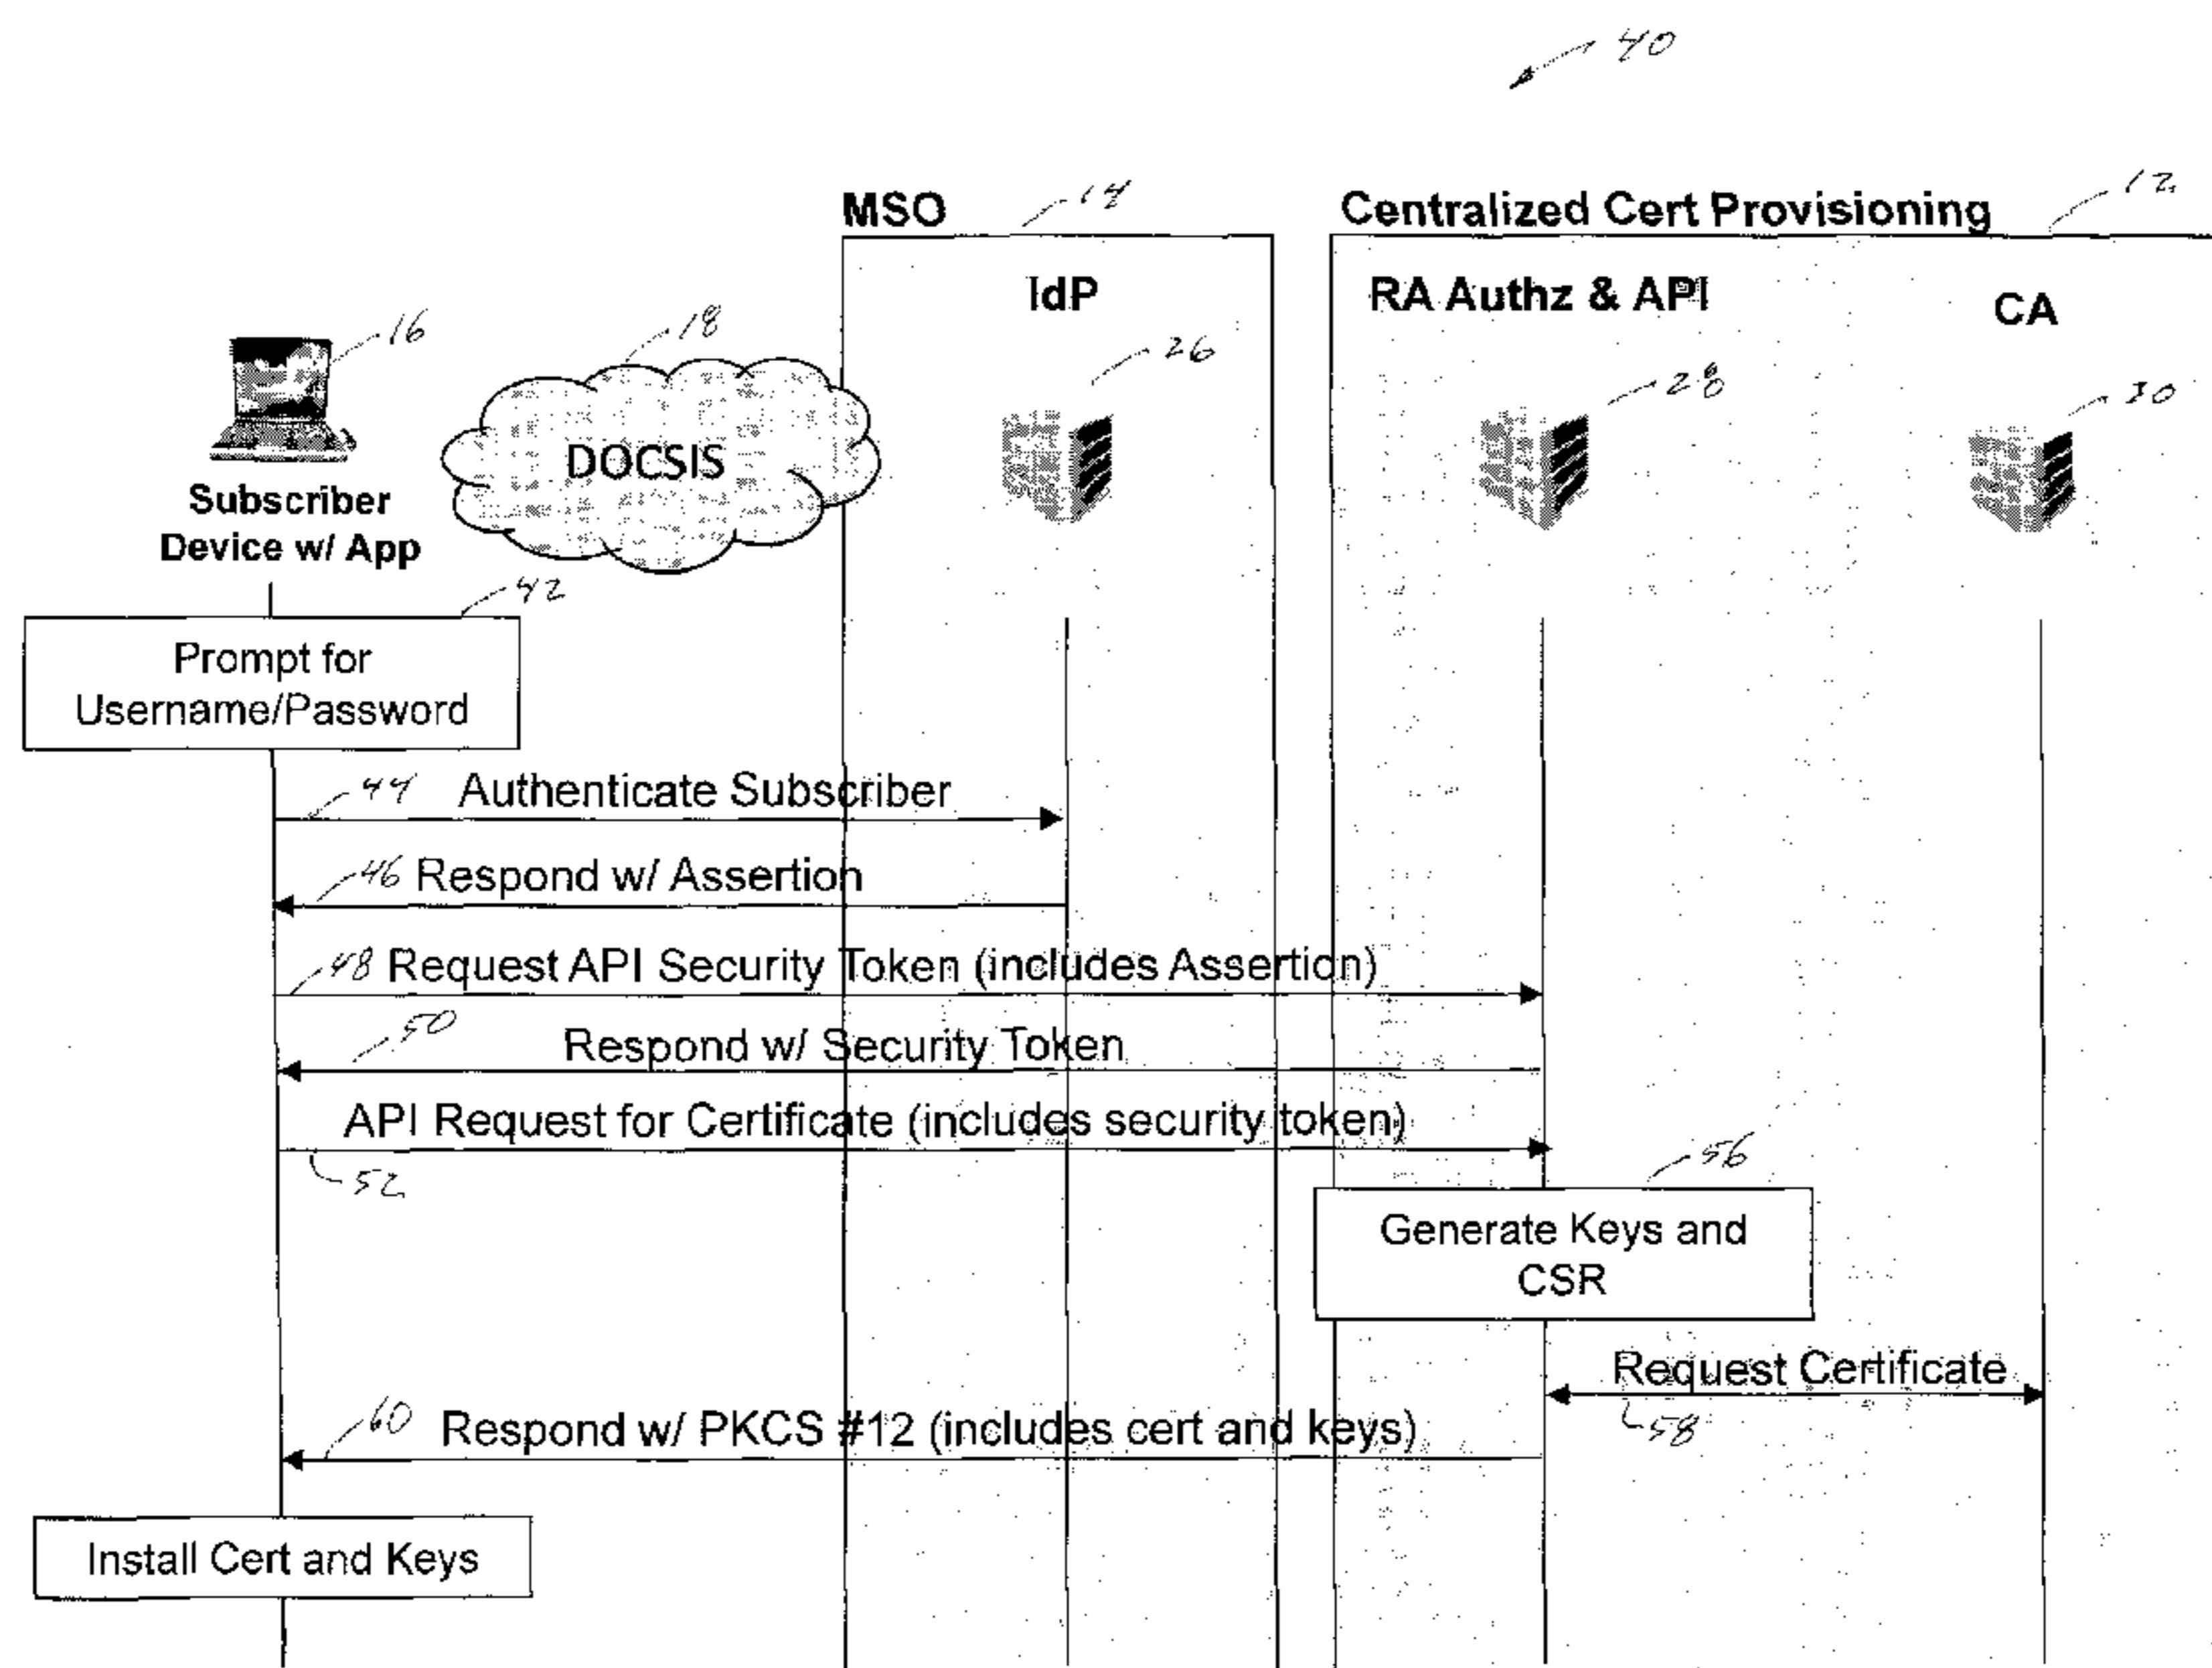 40
MSO
14
Centralized Cert Provisioning
12
IdP
RA Authz & API
CA
16
18
26
28
30
DOCSIS
Subscriber
Device w/ App
42
Prompt for
Username/Password
44 Authenticate Subscriber
46 Respond w/ Assertion
48 Request API Security Token (includes Assertion)
50
Respond w/ Security Token
API Request for Certificate (includes security token)
52
56
Generate Keys and
CSR
Request Certificate
58
60 Respond w/ PKCS #12 (includes cert and keys)
Install Cert and Keys